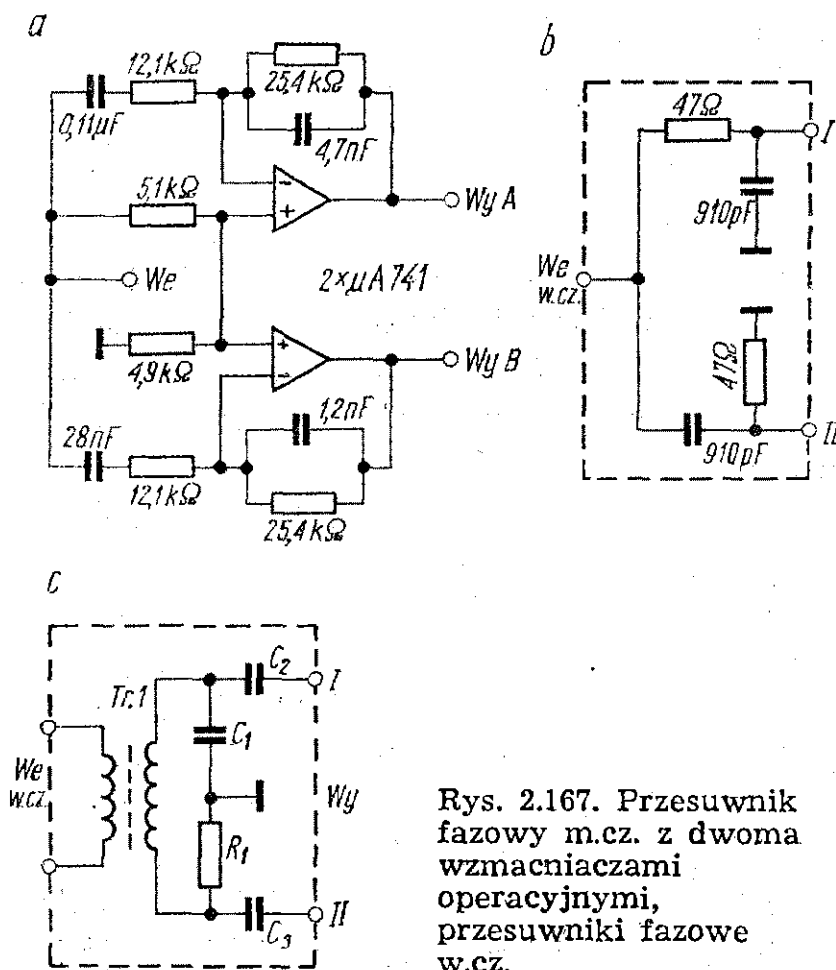 a
12,1kΩ
0,11µF
25,4kΩ
4,7nF
5,1kΩ
We
Wy A
2×µA741
4,9kΩ
Wy B
28nF
12,1kΩ
1,2nF
25,4kΩ
b
47Ω
I
910pF
We
w.cz.
47Ω
910pF
II
c
Tr.1
C2
I
C1
We
w.cz.
Wy
R1
C3
II
Rys. 2.167. Przesuwnik
fazowy m.cz. z dwoma
wzmacniaczami
operacyjnymi,
przesuwniki fazowe
w.cz.